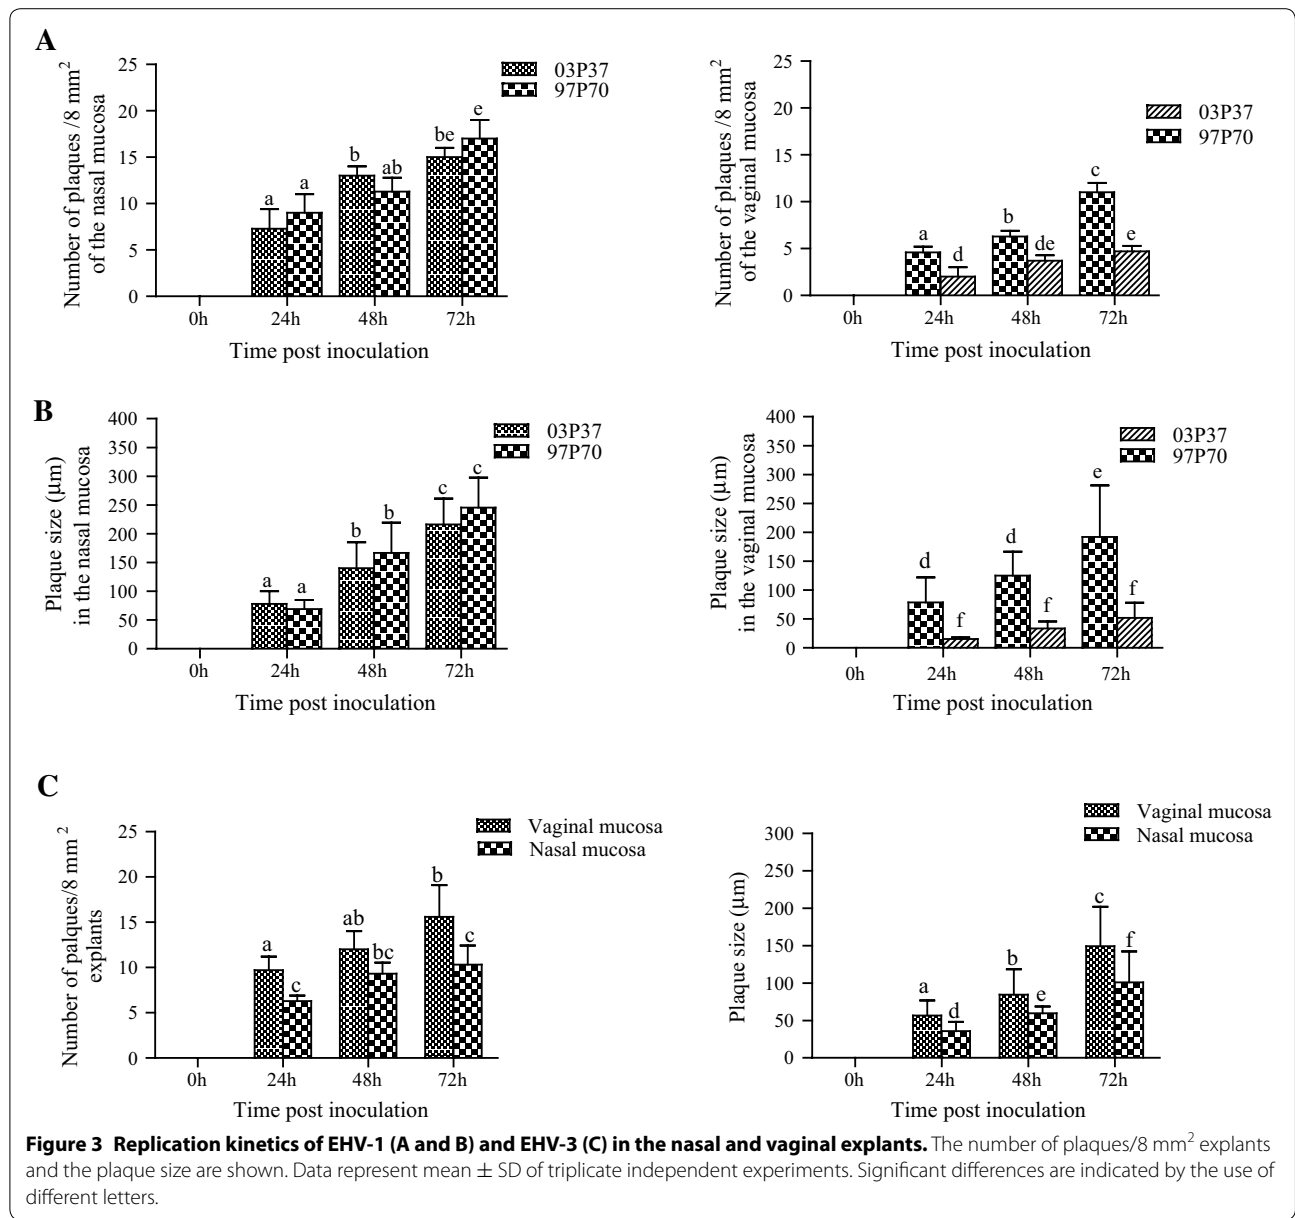 A
Number of plaques /8 mm²
of the nasal mucosa
25
20
15
10
5
0
03P37
97P70
a
a
b
ab
be
e
0h 24h 48h 72h
Time post inoculation
Number of plaques /8 mm²
of the vaginal mucosa
25
20
15
10
5
0
03P37
97P70
a
d
b
de
c
e
0h 24h 48h 72h
Time post inoculation
B
Plaque size (μm)
in the nasal mucosa
400
350
300
250
200
150
100
50
0
03P37
97P70
a
a
b
b
c
c
0h 24h 48h 72h
Time post inoculation
Plaque size (μm)
in the vaginal mucosa
400
350
300
250
200
150
100
50
0
03P37
97P70
d
f
d
f
e
f
0h 24h 48h 72h
Time post inoculation
C
Number of palques/8 mm²
explants
25
20
15
10
5
0
Vaginal mucosa
Nasal mucosa
a
c
ab
bc
b
c
0h 24h 48h 72h
Time post inoculation
Plaque size (μm)
300
250
200
150
100
50
0
Vaginal mucosa
Nasal mucosa
a
d
b
e
c
f
0h 24h 48h 72h
Time post inoculation
Figure 3 Replication kinetics of EHV-1 (A and B) and EHV-3 (C) in the nasal and vaginal explants. The number of plaques/8 mm² explants
and the plaque size are shown. Data represent mean ± SD of triplicate independent experiments. Significant differences are indicated by the use of
different letters.